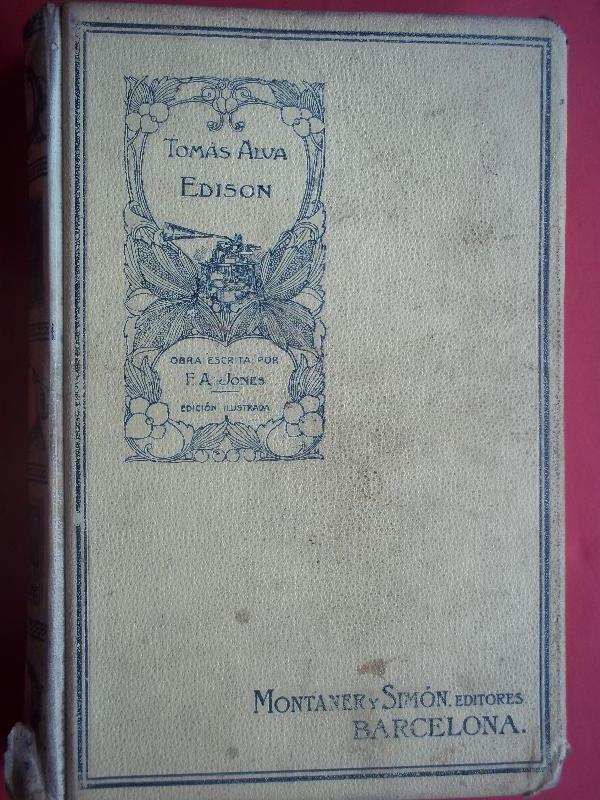 TOMÁS ALVA
EDISON
OBRA ESCRITA POR
F. A. JONES
EDICIÓN ILUSTRADA
MONTANER Y SIMÓN, EDITORES
BARCELONA.